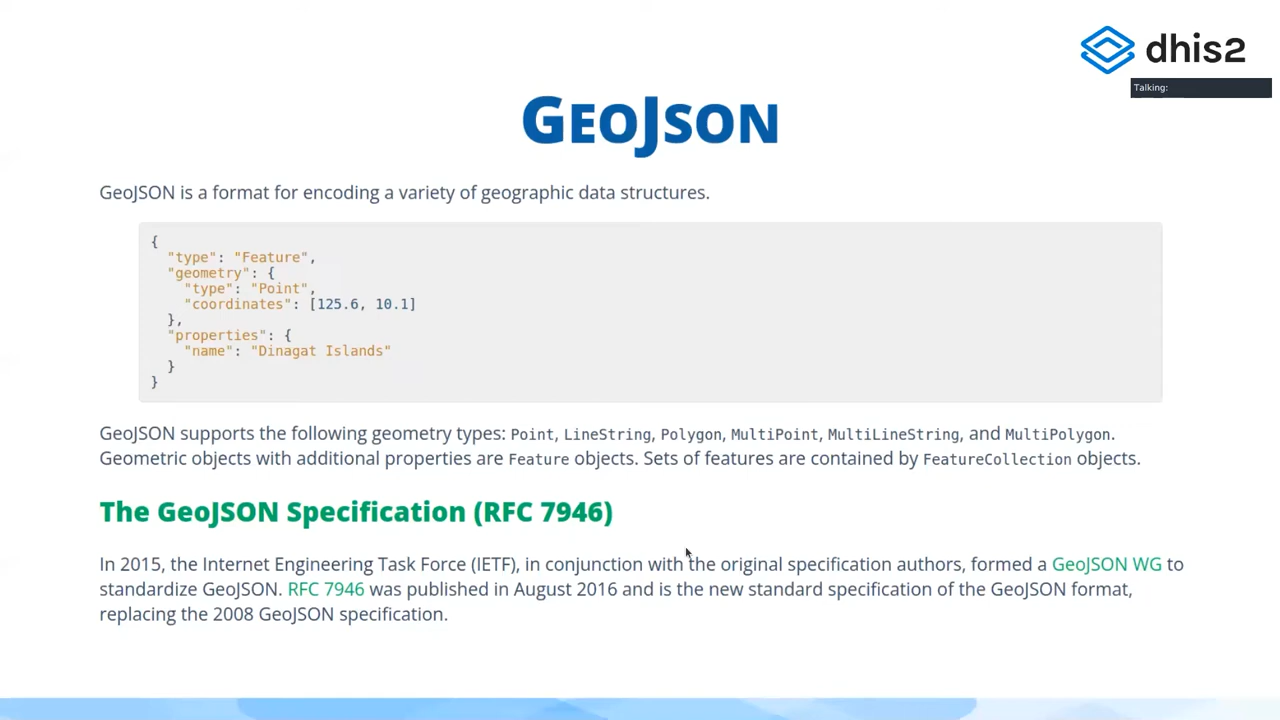 dhis2
Talking:
GEOJSON
GeoJSON is a format for encoding a variety of geographic data structures.
{
  "type": "Feature",
  "geometry": {
    "type": "Point",
    "coordinates": [125.6, 10.1]
  },
  "properties": {
    "name": "Dinagat Islands"
  }
}
GeoJSON supports the following geometry types: Point, LineString, Polygon, MultiPoint, MultiLineString, and MultiPolygon.
Geometric objects with additional properties are Feature objects. Sets of features are contained by FeatureCollection objects.
The GeoJSON Specification (RFC 7946)
In 2015, the Internet Engineering Task Force (IETF), in conjunction with the original specification authors, formed a GeoJSON WG to
standardize GeoJSON. RFC 7946 was published in August 2016 and is the new standard specification of the GeoJSON format,
replacing the 2008 GeoJSON specification.